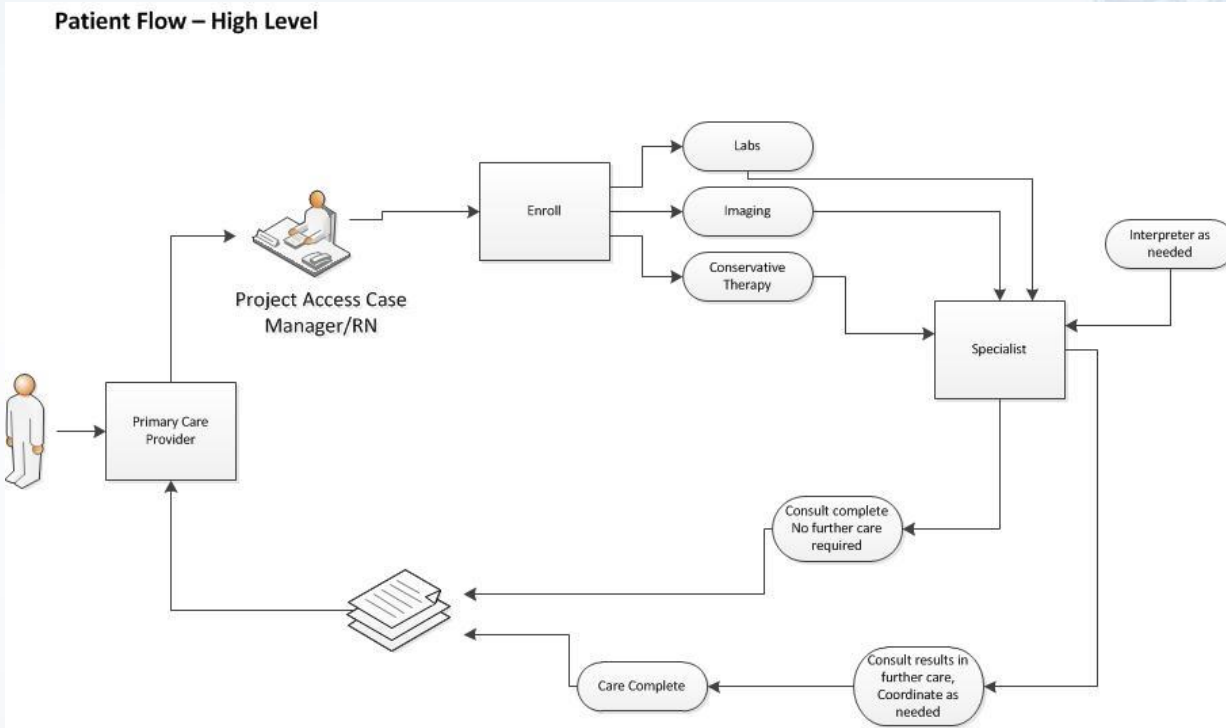 Patient Flow – High Level
Labs
Enroll
Imaging
Interpreter as
needed
Conservative
Therapy
Project Access Case
Manager/RN
Specialist
Primary Care
Provider
Consult complete
No further care
required
Care Complete
Consult results in
further care,
Coordinate as
needed